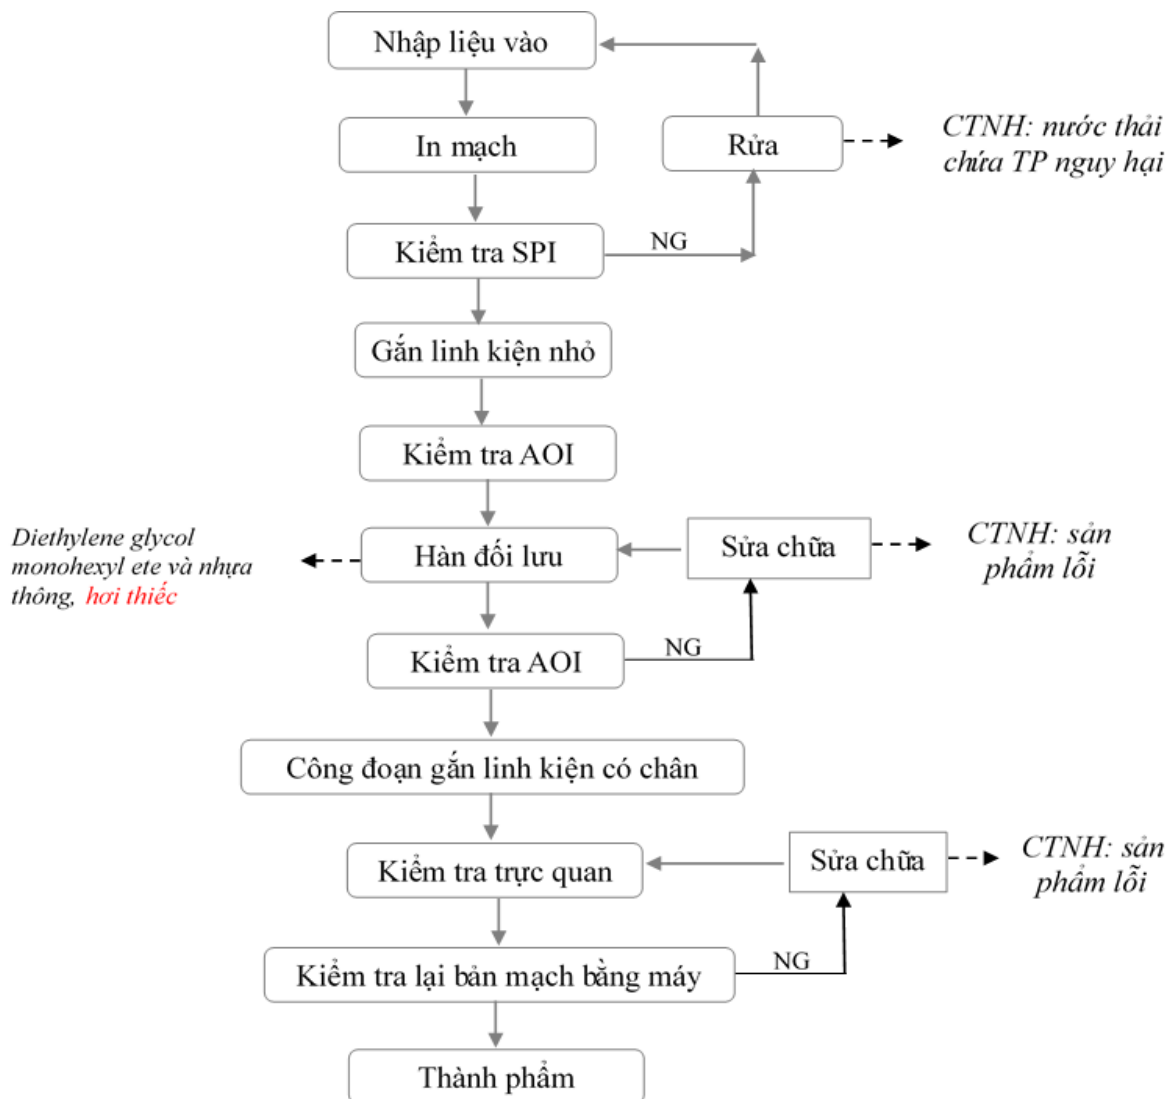 Nhập liệu vào
In mạch
Rửa
CTNH: nước thải
chứa TP nguy hại
Kiểm tra SPI
NG
Gắn linh kiện nhỏ
Kiểm tra AOI
Diethylene glycol
monohexyl ete và nhựa
thông, hơi thiếc
Hàn đối lưu
Sửa chữa
CTNH: sản
phẩm lỗi
Kiểm tra AOI
NG
Công đoạn gắn linh kiện có chân
Kiểm tra trực quan
Sửa chữa
CTNH: sản
phẩm lỗi
Kiểm tra lại bản mạch bằng máy
NG
Thành phẩm